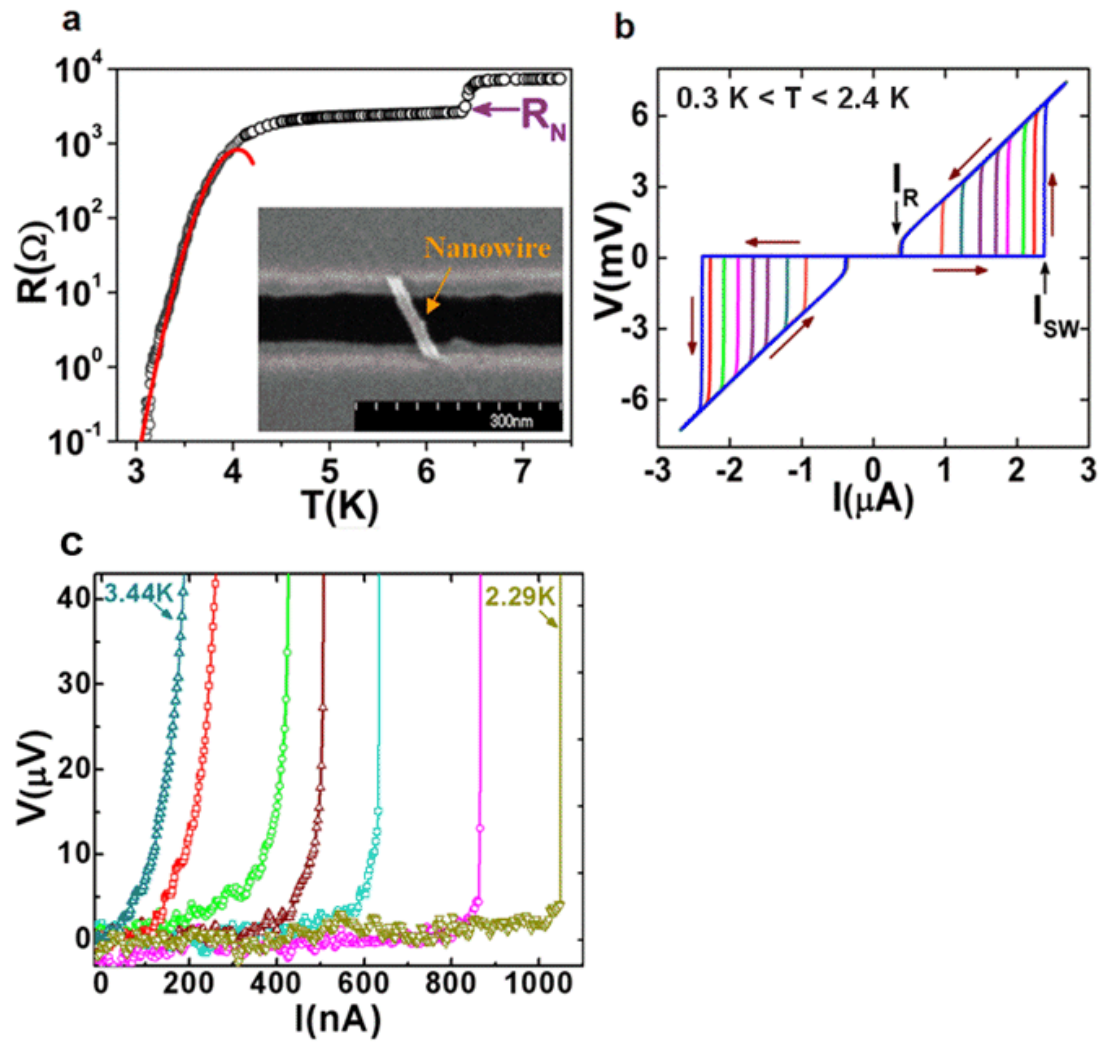 a
10^4
10^3
10^2
10^1
10^0
10^-1
R(Ω)
R_N
Nanowire
300nm
3 4 5 6 7
T(K)
b
0.3 K < T < 2.4 K
6
3
0
-3
-6
V(mV)
I_R
I_SW
-3 -2 -1 0 1 2 3
I(μA)
c
3.44K
2.29K
40
30
20
10
0
V(μV)
0 200 400 600 800 1000
I(nA)